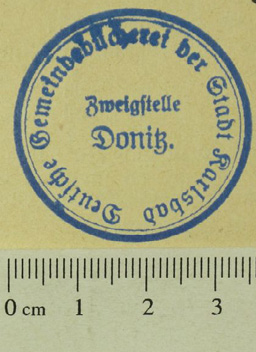 Deutsche Gemeindebücherei der Stadt Karlsbad
Zweigstelle
Donitz.
0 cm 1 2 3